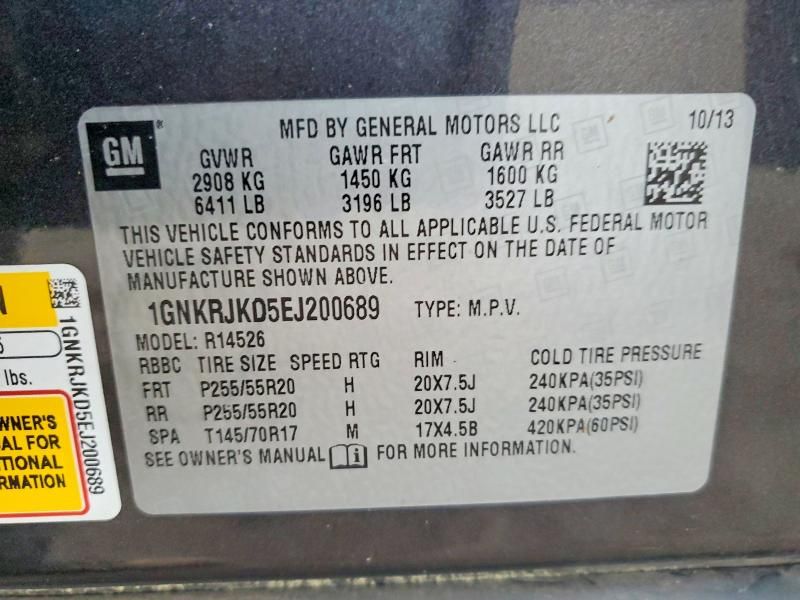 GM
®
MFD BY GENERAL MOTORS LLC
10/13
GVWR GAWR FRT GAWR RR
2908 KG 1450 KG 1600 KG
6411 LB 3196 LB 3527 LB
THIS VEHICLE CONFORMS TO ALL APPLICABLE U.S. FEDERAL MOTOR
VEHICLE SAFETY STANDARDS IN EFFECT ON THE DATE OF
MANUFACTURE SHOWN ABOVE.
1GNKRJKD5EJ200689 TYPE: M.P.V.
MODEL: R14526
RBBC TIRE SIZE SPEED RTG RIM COLD TIRE PRESSURE
FRT P255/55R20 H 20X7.5J 240KPA(35PSI)
RR P255/55R20 H 20X7.5J 240KPA(35PSI)
SPA T145/70R17 M 17X4.5B 420KPA(60PSI)
SEE OWNER'S MANUAL i FOR MORE INFORMATION.
N
lbs.
1GNKRJKD5EJ200689
WNER'S
AL FOR
ITIONAL
RMATION